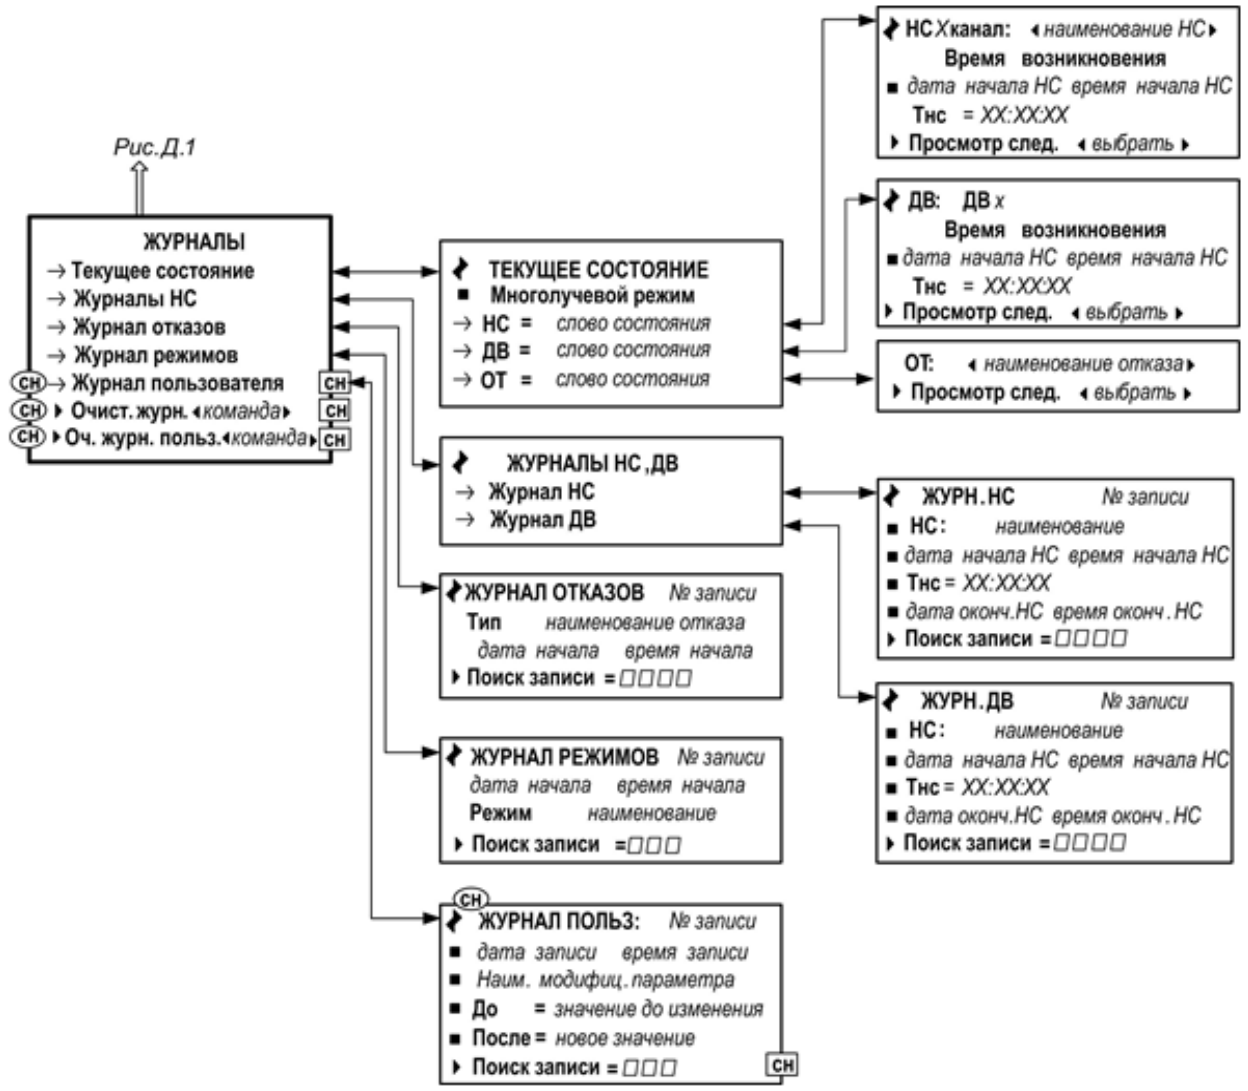 Рис.Д.1
ЖУРНАЛЫ
→ Текущее состояние
→ Журналы НС
→ Журнал отказов
→ Журнал режимов
СН → Журнал пользователя СН
СН Очист. журн. команда СН
СН Оч. журн. польз. команда СН
ТЕКУЩЕЕ СОСТОЯНИЕ
Многолучевой режим
→ НС = слово состояния
→ ДВ = слово состояния
→ ОТ = слово состояния
ЖУРНАЛЫ НС,ДВ
→ Журнал НС
→ Журнал ДВ
ЖУРНАЛ ОТКАЗОВ № записи
Тип наименование отказа
дата начала время начала
Поиск записи = □□□□
ЖУРНАЛ РЕЖИМОВ № записи
дата начала время начала
Режим наименование
Поиск записи =□□□
СН
ЖУРНАЛ ПОЛЬЗ: № записи
дата записи время записи
Наим. модифиц.параметра
До = значение до изменения
После = новое значение
Поиск записи = □□□ СН
НС X канал: наименование НС
Время возникновения
дата начала НС время начала НС
Тнс = XX:XX:XX
Просмотр след. выбрать
ДВ: ДВ x
Время возникновения
дата начала НС время начала НС
Тнс = XX:XX:XX
Просмотр след. выбрать
ОТ: наименование отказа
Просмотр след. выбрать
ЖУРН.НС № записи
НС: наименование
дата начала НС время начала НС
Тнс = XX:XX:XX
дата оконч.НС время оконч.НС
Поиск записи = □□□□
ЖУРН.ДВ № записи
НС: наименование
дата начала НС время начала НС
Тнс = XX:XX:XX
дата оконч.НС время оконч.НС
Поиск записи = □□□□